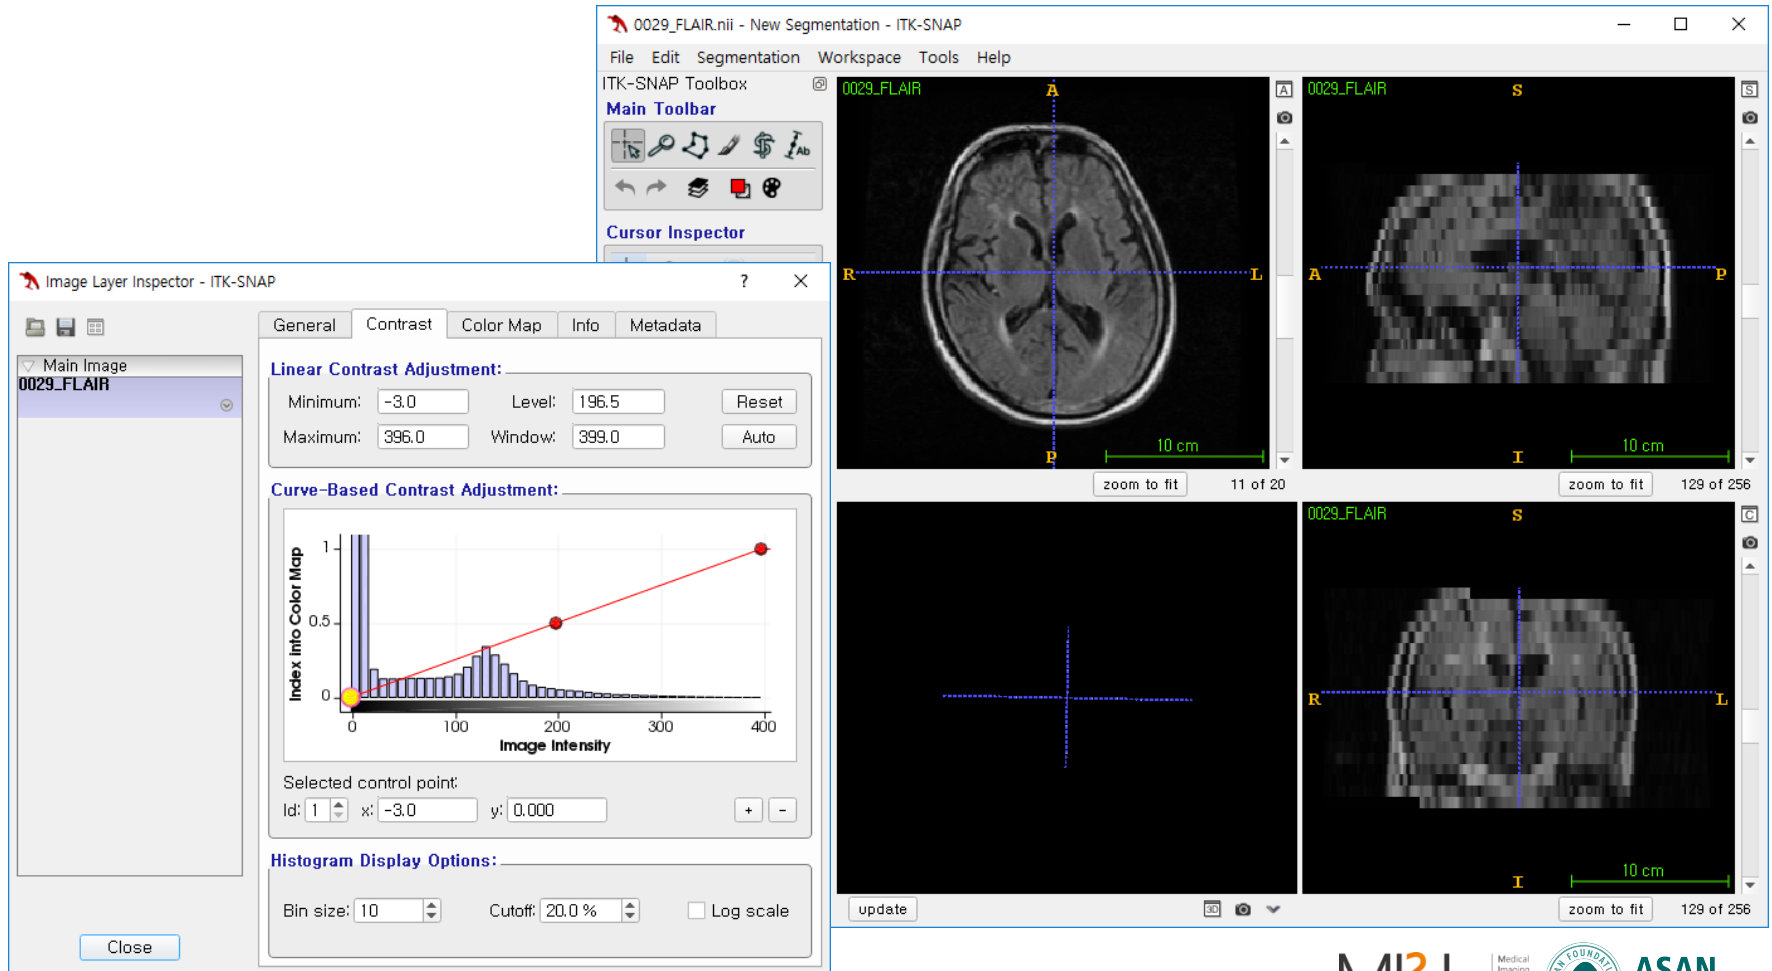 0029_FLAIR.nii - New Segmentation - ITK-SNAP
File Edit Segmentation Workspace Tools Help
ITK-SNAP Toolbox
Main Toolbar
Ab
Cursor Inspector
0029_FLAIR
A
R
L
P
10 cm
A
zoom to fit
11 of 20
0029_FLAIR
S
A
P
I
10 cm
S
zoom to fit
129 of 256
update
3D
0029_FLAIR
S
R
L
I
10 cm
C
zoom to fit
129 of 256
Image Layer Inspector - ITK-SNAP
?
Main Image
0029_FLAIR
General Contrast Color Map Info Metadata
Linear Contrast Adjustment:
Minimum: -3.0 Level: 196.5 Reset
Maximum: 396.0 Window: 399.0 Auto
Curve-Based Contrast Adjustment:
Index into Color Map
1
0.5
0
0 100 200 300 400
Image Intensity
Selected control point:
Id: 1 x: -3.0 y: 0.000 + -
Histogram Display Options:
Bin size: 10 Cutoff: 20.0 % Log scale
Close
Medical
Imaging
ASAN